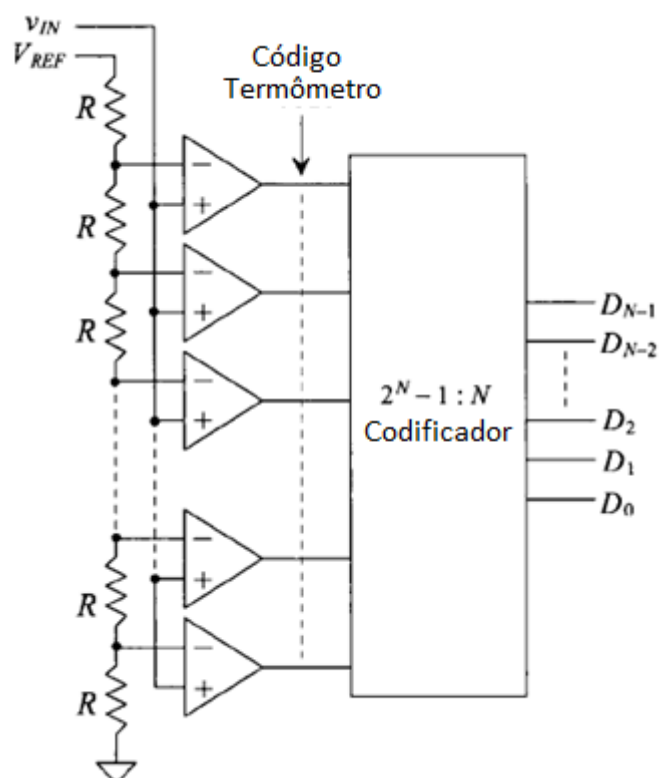 v_IN
V_REF
Código
Termômetro
R
−
+
R
−
+
R
−
+
2^N − 1 : N
Codificador
D_N−1
D_N−2
D_2
D_1
D_0
−
+
R
−
+
R